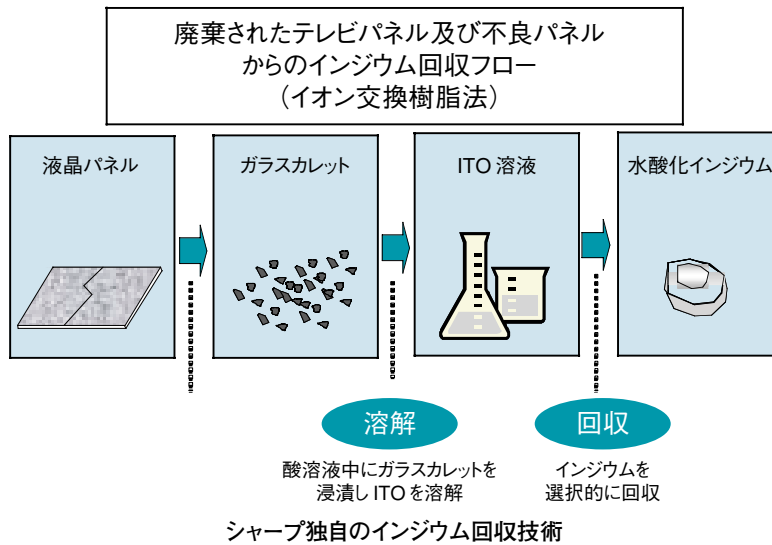 廃棄されたテレビパネル及び不良パネル
からのインジウム回収フロー
（イオン交換樹脂法）
液晶パネル
ガラスカレット
ITO 溶液
水酸化インジウム
溶解
回収
酸溶液中にガラスカレットを
浸漬し ITO を溶解
インジウムを
選択的に回収
シャープ独自のインジウム回収技術